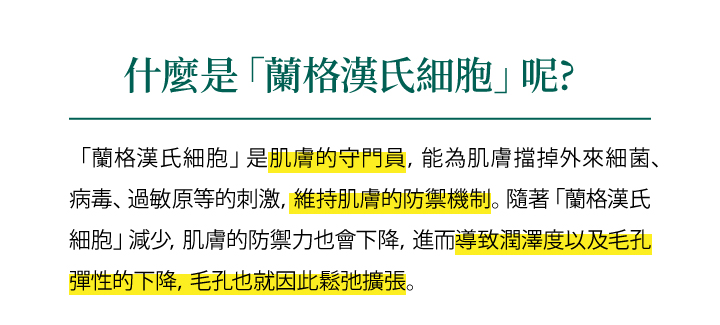 什麼是「蘭格漢氏細胞」呢?
「蘭格漢氏細胞」是肌膚的守門員, 能為肌膚擋掉外來細菌、
病毒、過敏原等的刺激, 維持肌膚的防禦機制。隨著「蘭格漢氏
細胞」減少, 肌膚的防禦力也會下降, 進而導致潤澤度以及毛孔
彈性的下降, 毛孔也就因此鬆弛擴張。